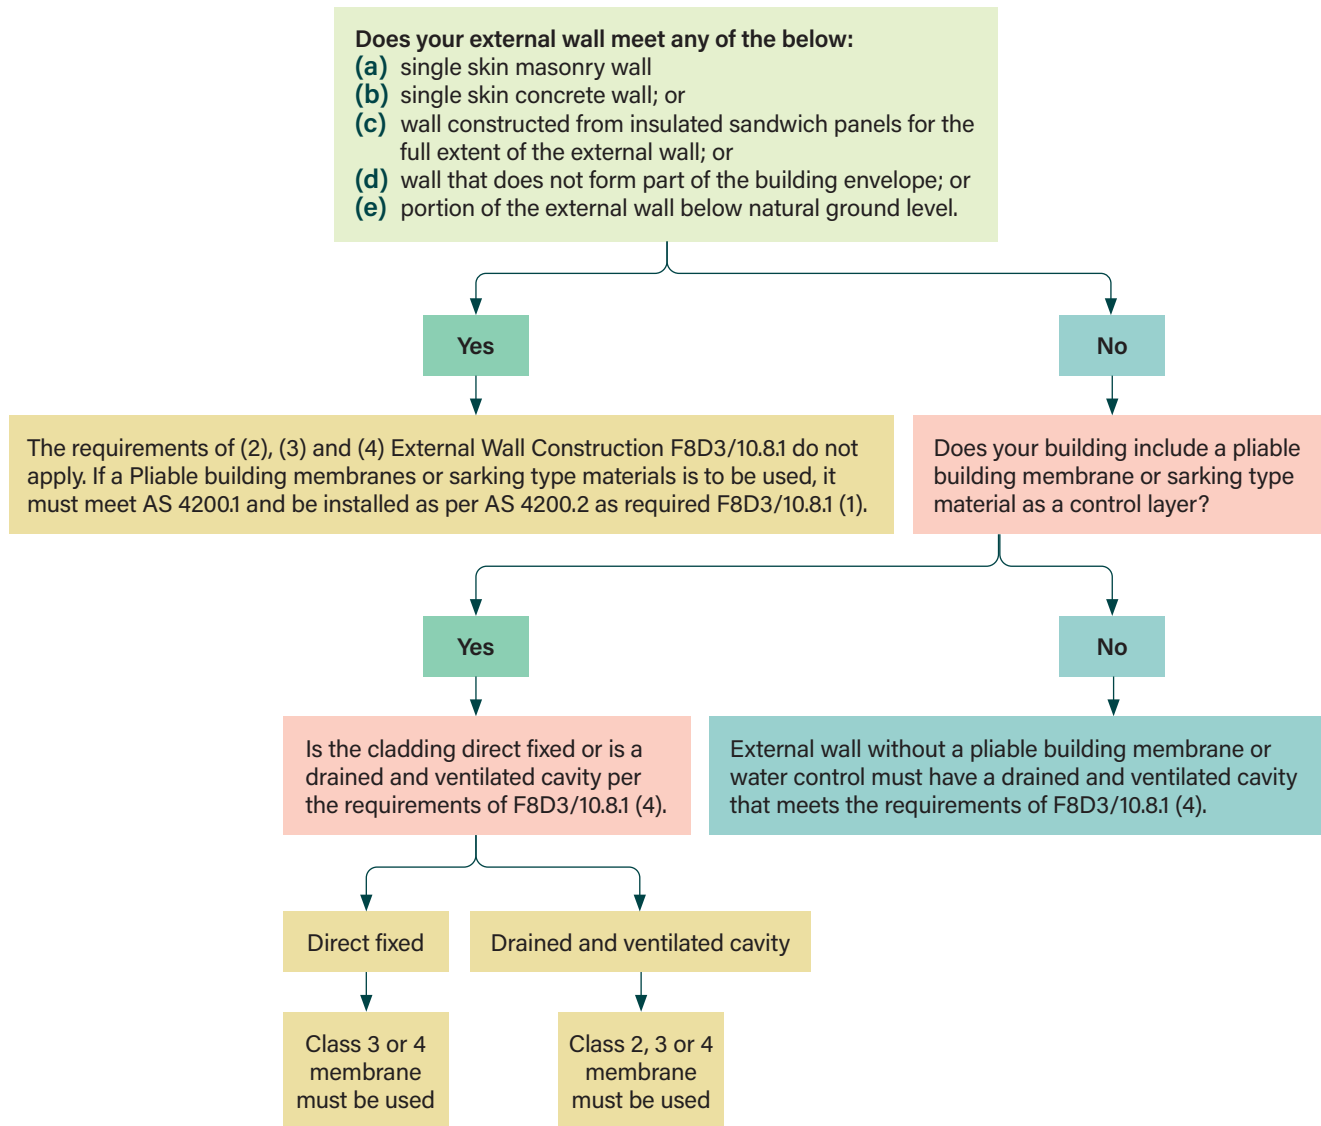 Does your external wall meet any of the below:
(a) single skin masonry wall
(b) single skin concrete wall; or
(c) wall constructed from insulated sandwich panels for the
full extent of the external wall; or
(d) wall that does not form part of the building envelope; or
(e) portion of the external wall below natural ground level.
Yes
No
The requirements of (2), (3) and (4) External Wall Construction F8D3/10.8.1 do not
apply. If a Pliable building membranes or sarking type materials is to be used, it
must meet AS 4200.1 and be installed as per AS 4200.2 as required F8D3/10.8.1 (1).
Does your building include a pliable
building membrane or sarking type
material as a control layer?
Yes
No
Is the cladding direct fixed or is a
drained and ventilated cavity per
the requirements of F8D3/10.8.1 (4).
External wall without a pliable building membrane or
water control must have a drained and ventilated cavity
that meets the requirements of F8D3/10.8.1 (4).
Direct fixed
Drained and ventilated cavity
Class 3 or 4
membrane
must be used
Class 2, 3 or 4
membrane
must be used